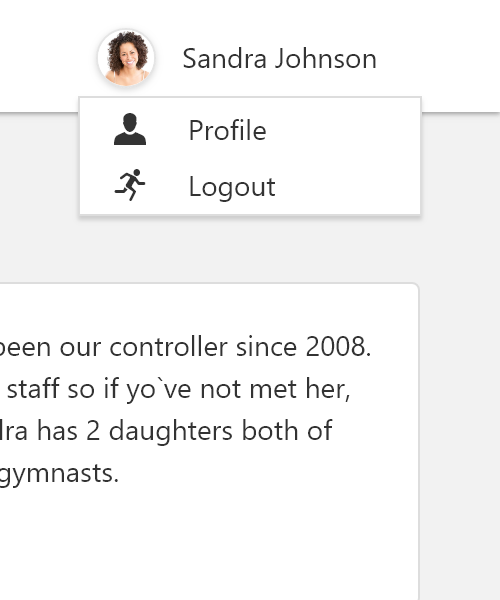 Sandra Johnson
Profile
Logout
been our controller since 2008.
staff so if yo`ve not met her,
has 2 daughters both of
gymnasts.